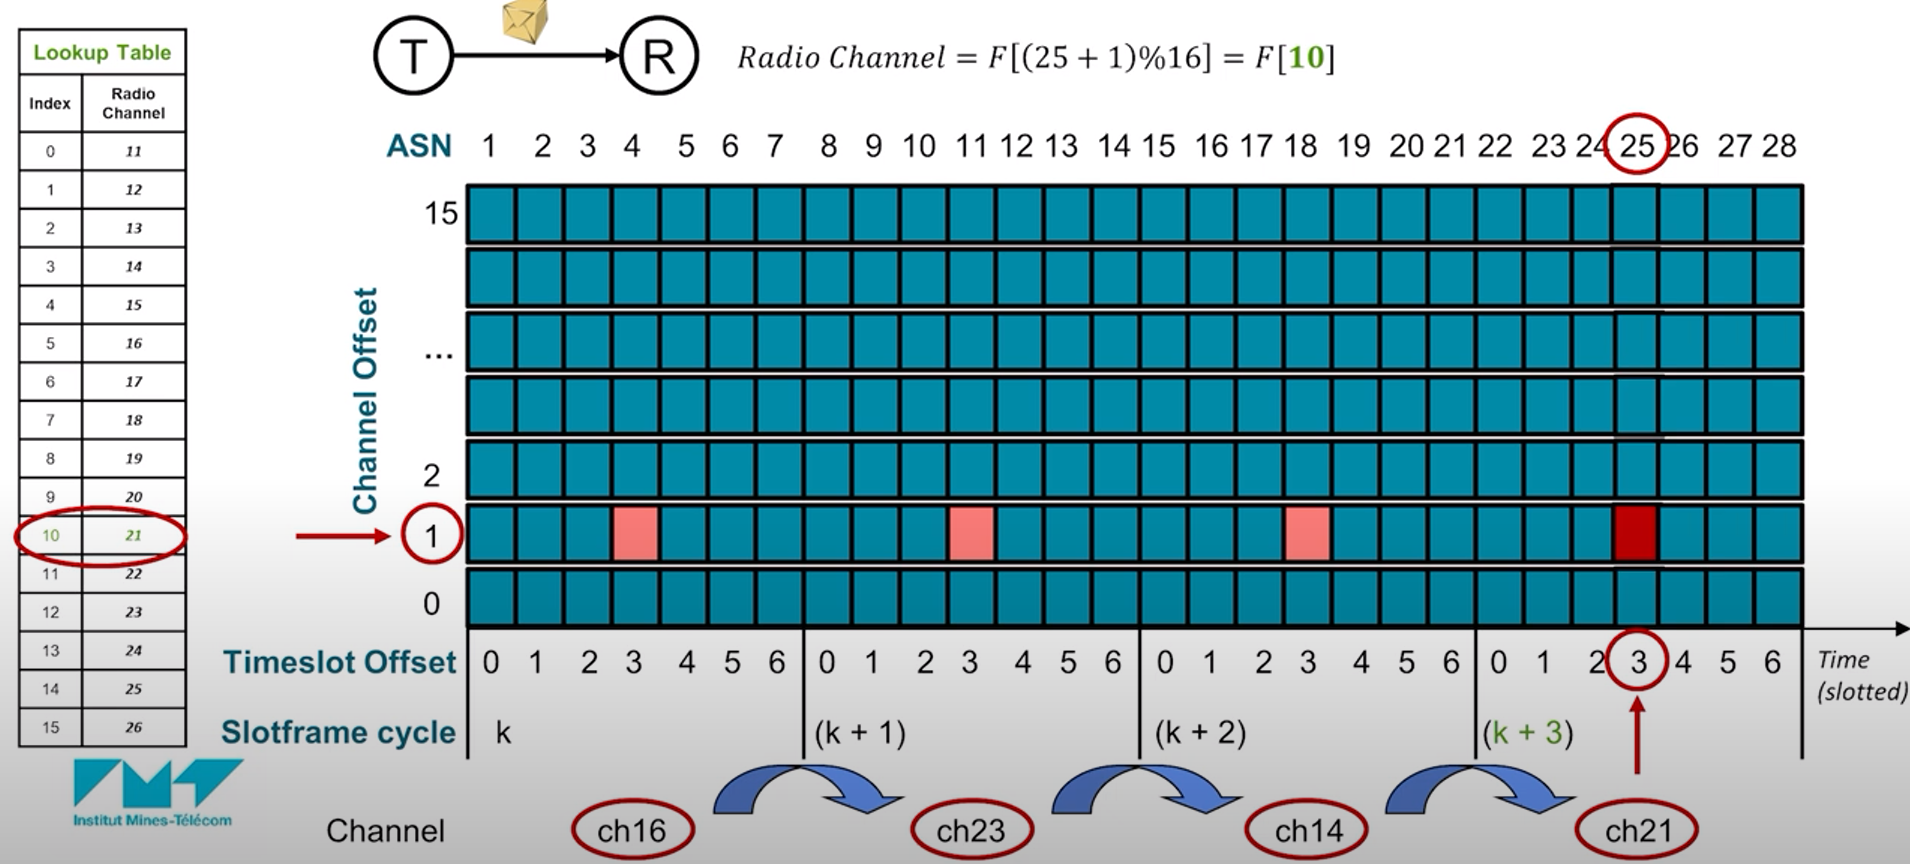 Lookup Table
Index Radio Channel
0 11
1 12
2 13
3 14
4 15
5 16
6 17
7 18
8 19
9 20
10 21
11 22
12 23
13 24
14 25
15 26
Institut Mines-Télécom
T R
Radio Channel = F[(25 + 1)%16] = F[10]
ASN 1 2 3 4 5 6 7 8 9 10 11 12 13 14 15 16 17 18 19 20 21 22 23 24 25 26 27 28
Channel Offset
15
...
2
1
0
Timeslot Offset 0 1 2 3 4 5 6 0 1 2 3 4 5 6 0 1 2 3 4 5 6 0 1 2 3 4 5 6
Time
(slotted)
Slotframe cycle k (k + 1) (k + 2) (k + 3)
Channel ch16 ch23 ch14 ch21